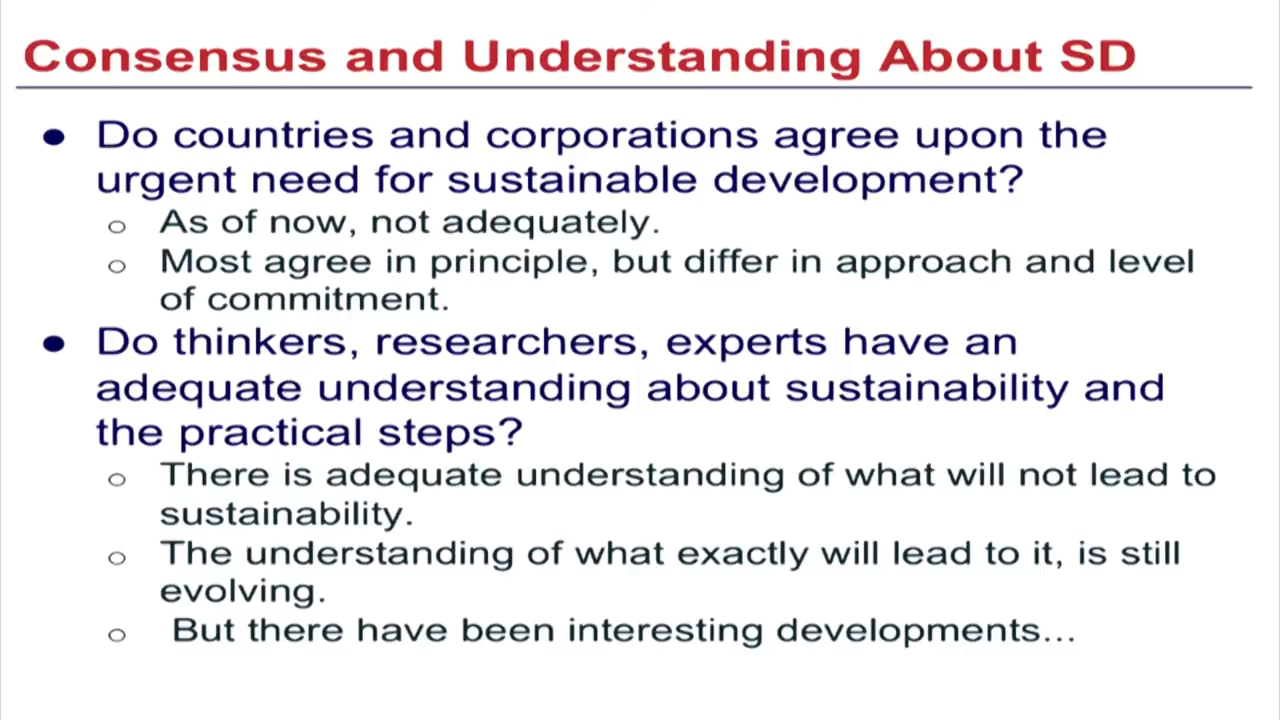 Consensus and Understanding About SD
● Do countries and corporations agree upon the
urgent need for sustainable development?
○ As of now, not adequately.
○ Most agree in principle, but differ in approach and level
of commitment.
● Do thinkers, researchers, experts have an
adequate understanding about sustainability and
the practical steps?
○ There is adequate understanding of what will not lead to
sustainability.
○ The understanding of what exactly will lead to it, is still
evolving.
○ But there have been interesting developments...